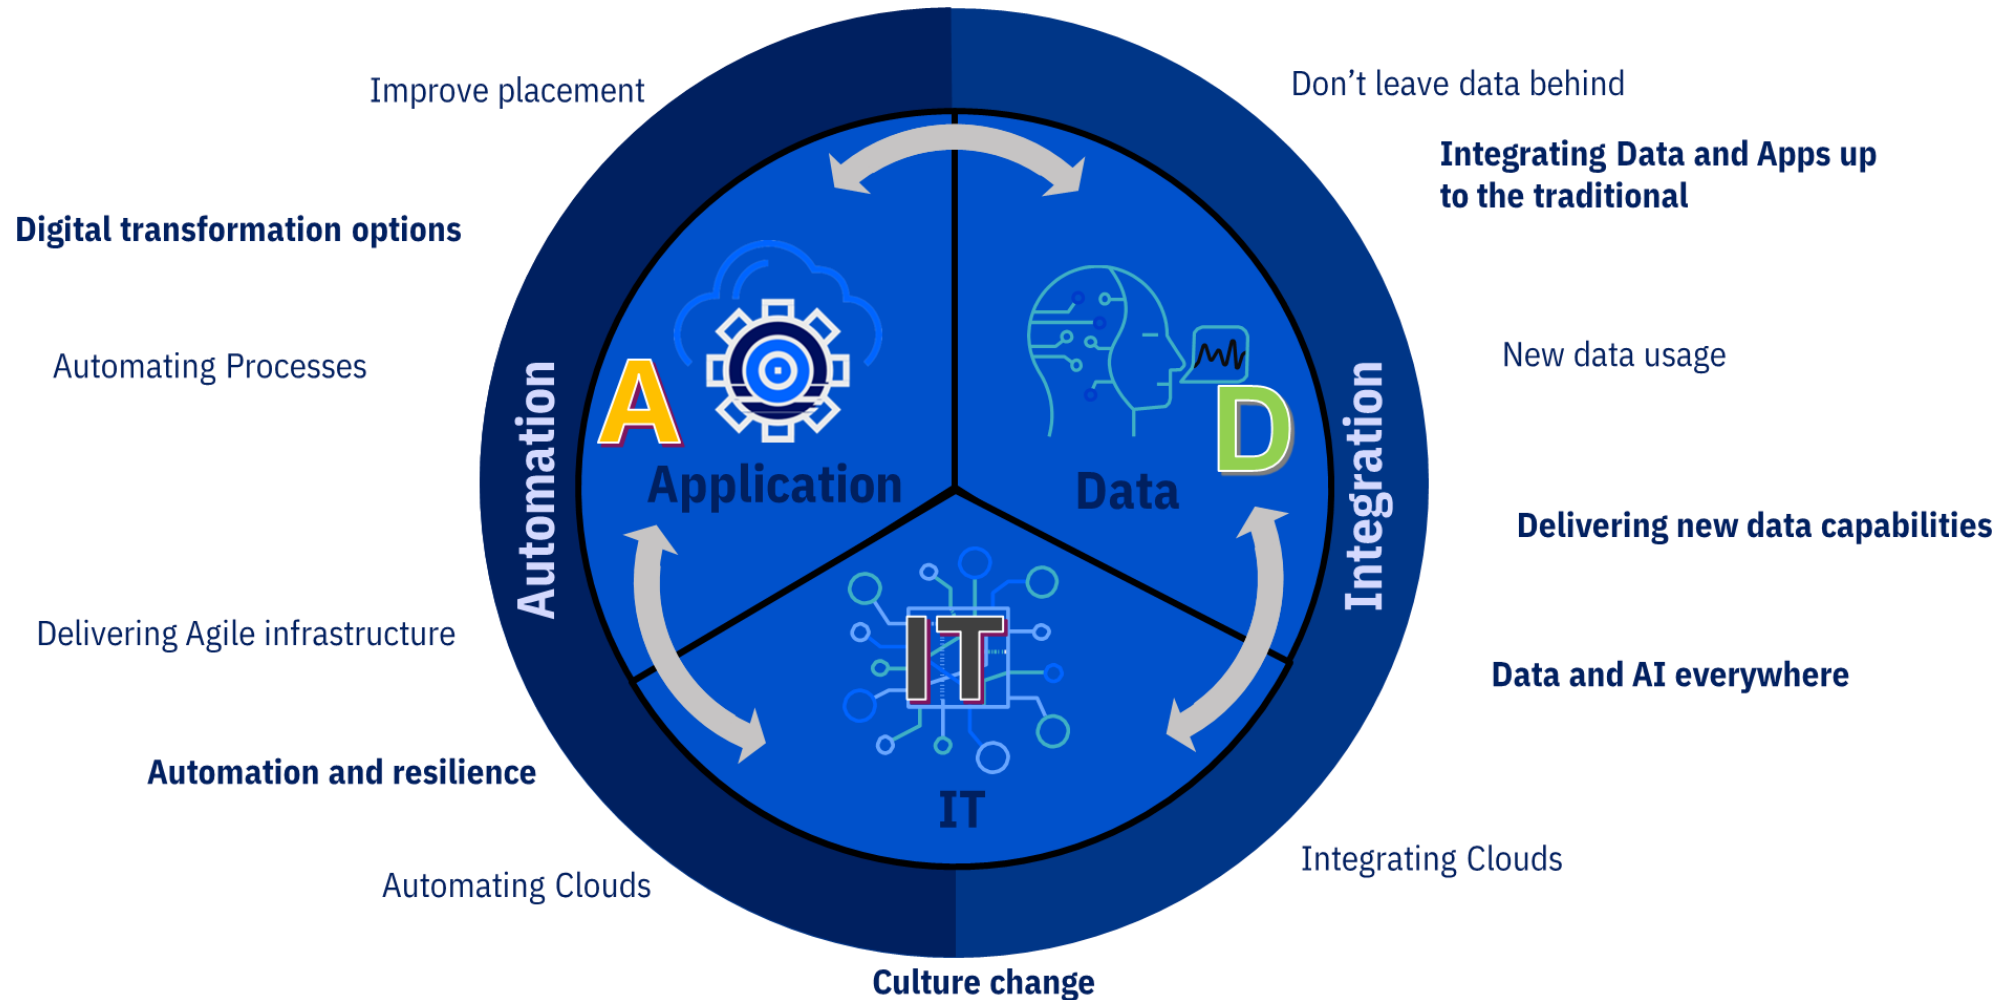 Improve placement
Don't leave data behind
Integrating Data and Apps up
to the traditional
Digital transformation options
Automating Processes
New data usage
Automation
A
Application
D
Data
Integration
Delivering new data capabilities
Delivering Agile infrastructure
IT
Data and AI everywhere
Automation and resilience
IT
Integrating Clouds
Automating Clouds
Culture change